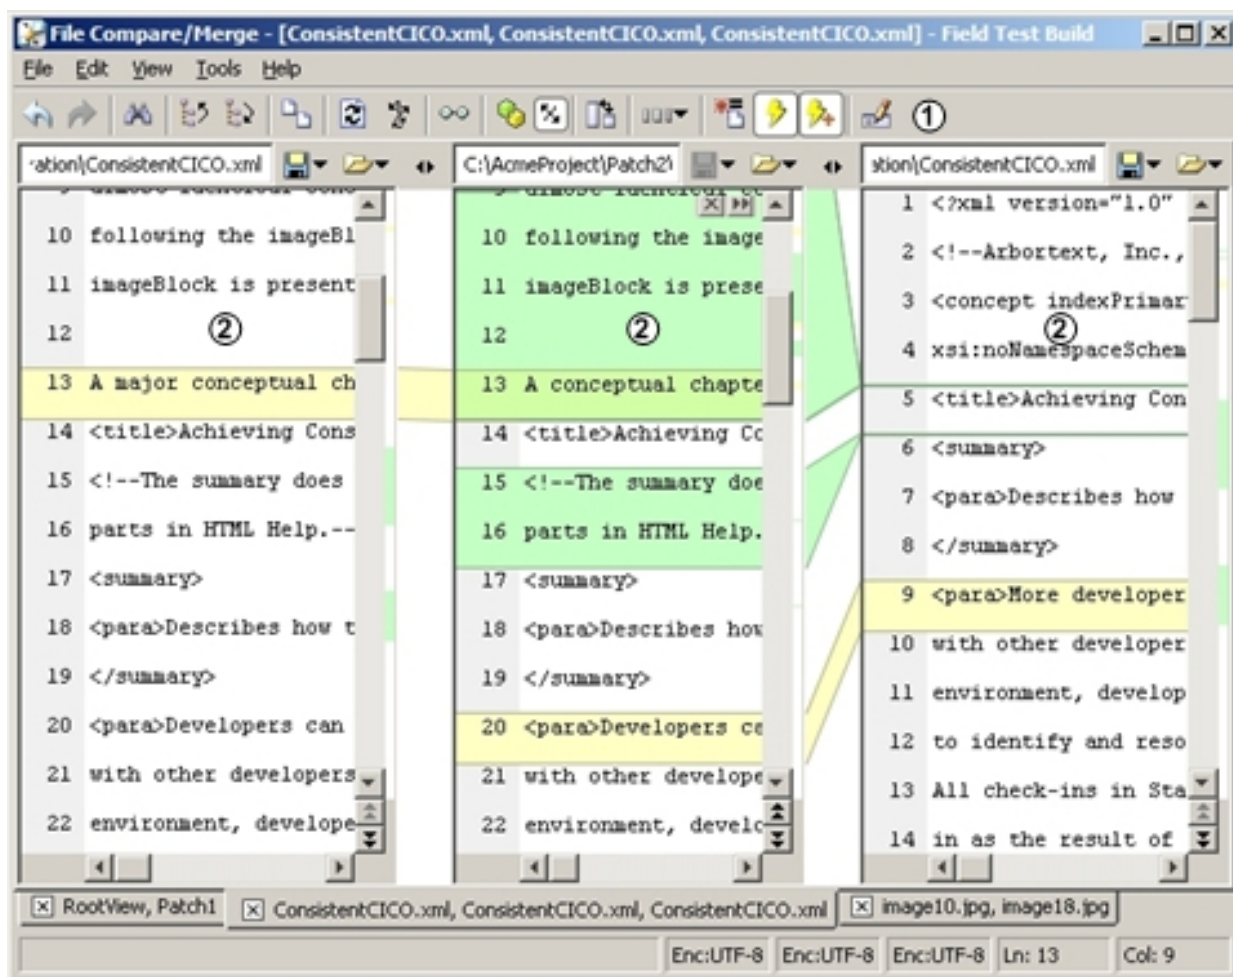 File Compare/Merge - [ConsistentCICO.xml, ConsistentCICO.xml, ConsistentCICO.xml] - Field Test Build
File Edit View Tools Help
①
ation\ConsistentCICO.xml
C:\AcmeProject\Patch2\
ation\ConsistentCICO.xml
9 almost identical cons
10 following the imageBl
11 imageBlock is present
12
②
13 A major conceptual ch
14 <title>Achieving Cons
15 <!--The summary does
16 parts in HTML Help.--
17 <summary>
18 <para>Describes how t
19 </summary>
20 <para>Developers can
21 with other developers
22 environment, develope
9 almost identical co
10 following the image
11 imageBlock is prese
12
②
13 A conceptual chapte
14 <title>Achieving Co
15 <!--The summary doe
16 parts in HTML Help.
17 <summary>
18 <para>Describes how
19 </summary>
20 <para>Developers ca
21 with other develope
22 environment, develo
1 <?xml version="1.0"
2 <!--Arbortext, Inc.,
3 <concept indexPrimar
②
4 xsi:noNamespaceSchem
5 <title>Achieving Con
6 <summary>
7 <para>Describes how
8 </summary>
9 <para>More developer
10 with other developer
11 environment, develop
12 to identify and reso
13 All check-ins in Sta
14 in as the result of
RootView, Patch1
ConsistentCICO.xml, ConsistentCICO.xml, ConsistentCICO.xml
image10.jpg, image18.jpg
Enc:UTF-8 Enc:UTF-8 Enc:UTF-8 Ln: 13 Col: 9